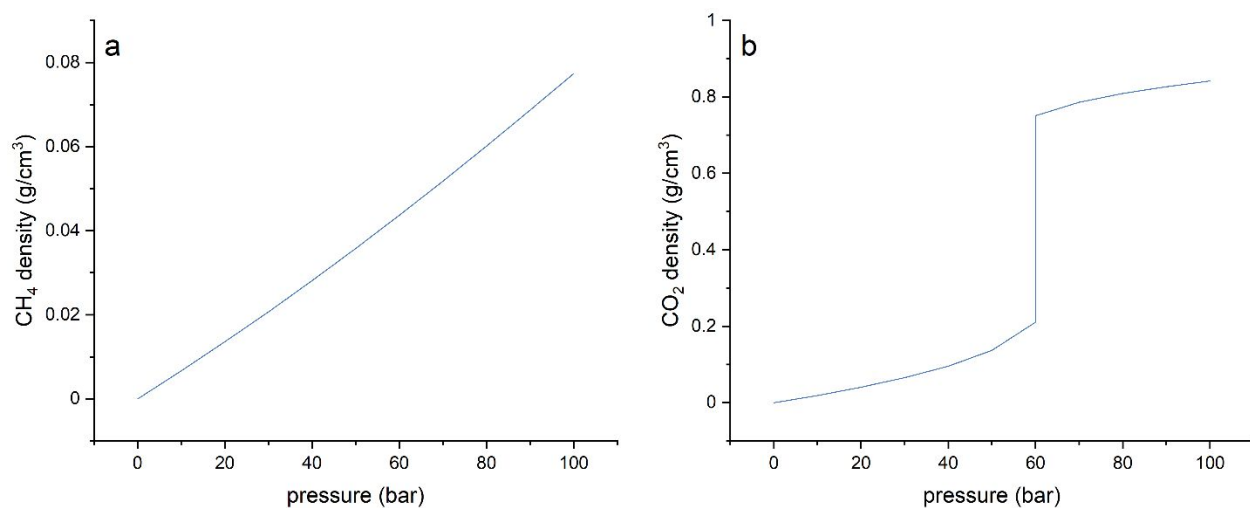 a
0.08
0.06
0.04
0.02
0
CH₄ density (g/cm³)
0 20 40 60 80 100
pressure (bar)
b
1
0.8
0.6
0.4
0.2
0
CO₂ density (g/cm³)
0 20 40 60 80 100
pressure (bar)